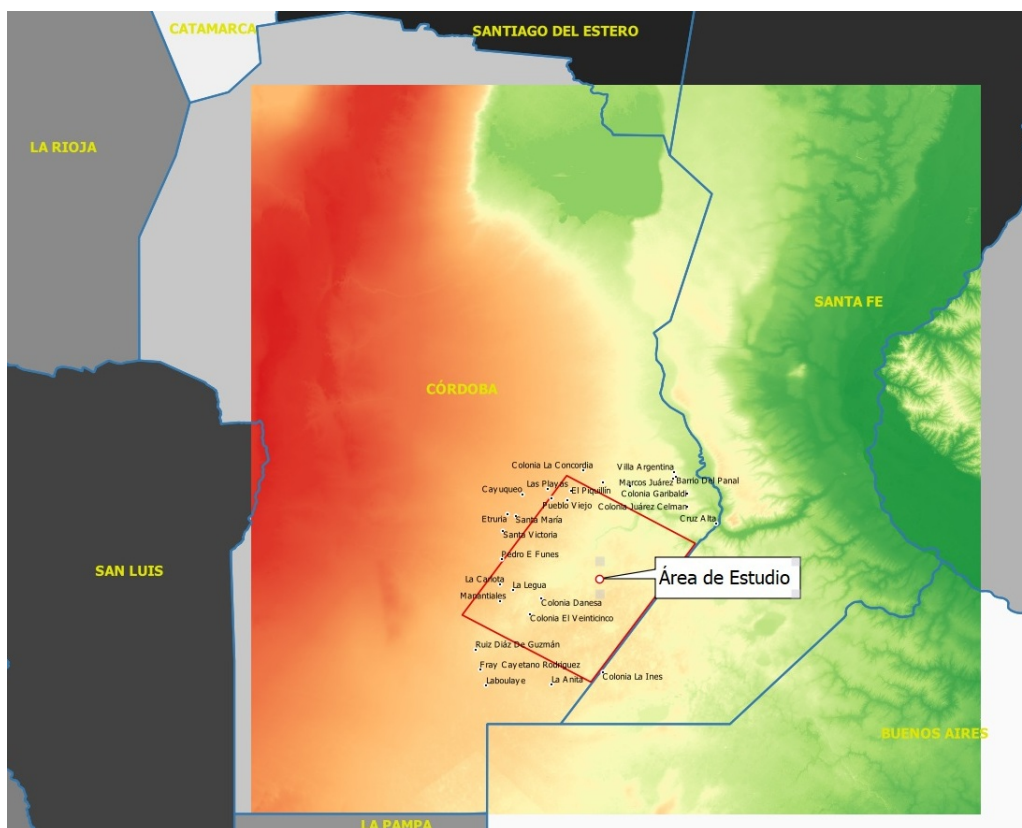 CATAMARCA
SANTIAGO DEL ESTERO
LA RIOJA
SANTA FE
CÓRDOBA
Colonia La Concordia
Villa Argentina
Las Playas
Marcos Juárez
Barrio Del Panal
Cayuqueo
El Piquillín
Colonia Garibaldi
Pueblo Viejo
Colonia Juárez Celman
Etruria
Santa María
Cruz Alta
Santa Victoria
Pedro E Funes
SAN LUIS
Área de Estudio
La Carlota
La Legua
Manantiales
Colonia Danesa
Colonia El Veinticinco
Ruiz Diáz De Guzmán
Fray Cayetano Rodriguez
Laboulaye
La Anita
Colonia La Ines
BUENOS AIRES
LA PAMPA